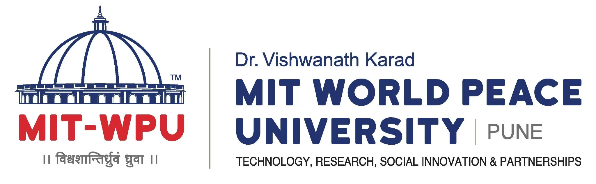 TM
MIT-WPU
॥ विश्वशान्तिर्ध्रुवं ध्रुवा ॥
Dr. Vishwanath Karad
MIT WORLD PEACE
UNIVERSITY | PUNE
TECHNOLOGY, RESEARCH, SOCIAL INNOVATION & PARTNERSHIPS